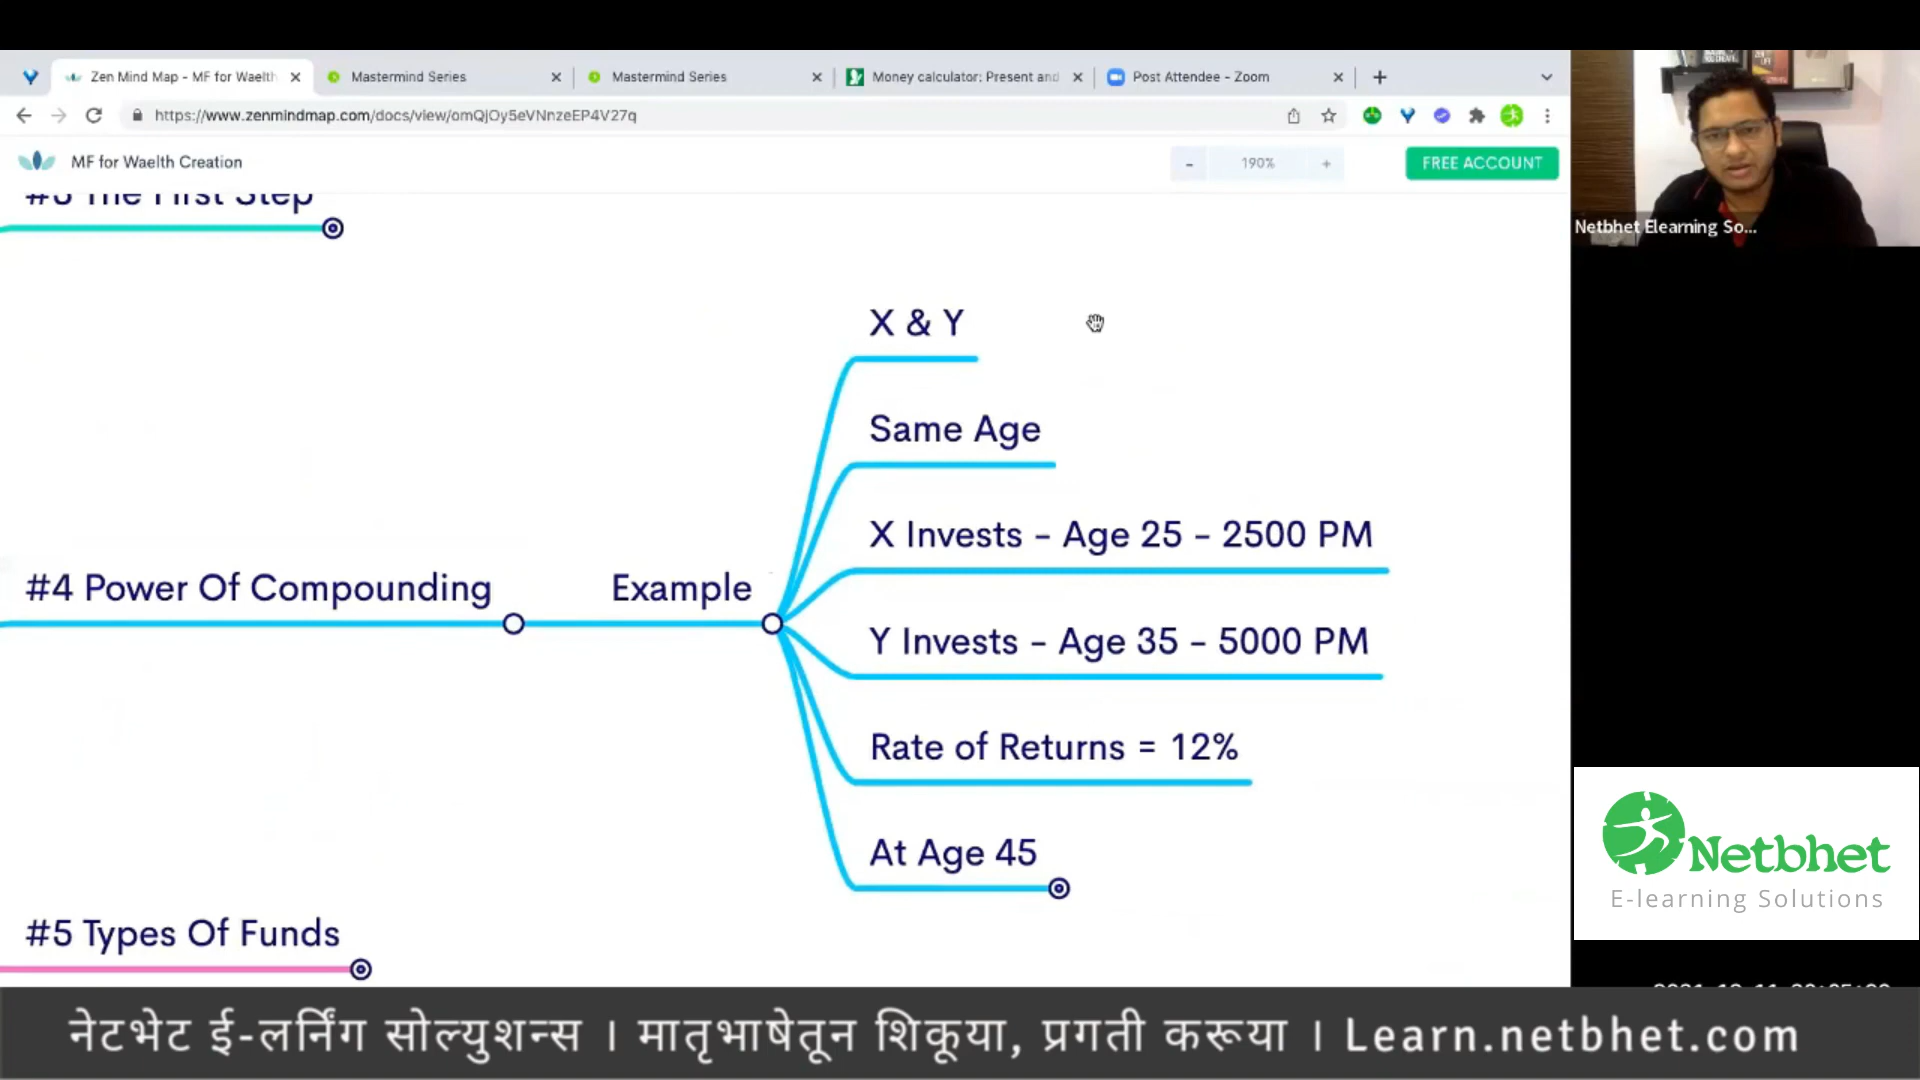 Zen Mind Map - MF for Waelth
Mastermind Series
Mastermind Series
Money calculator: Present and
Post Attendee - Zoom
https://www.zenmindmap.com/docs/view/omQjOy5eVNnzeEP4V27q
MF for Waelth Creation
- 190% +
FREE ACCOUNT
Netbhet Elearning So...
The First Step
X & Y
Same Age
X Invests - Age 25 - 2500 PM
#4 Power Of Compounding
Example
Y Invests - Age 35 - 5000 PM
Rate of Returns = 12%
At Age 45
#5 Types Of Funds
Netbhet
E-learning Solutions
नेटभेट ई-लर्निंग सोल्युशन्स । मातृभाषेतून शिकूया, प्रगती करूया । Learn.netbhet.com